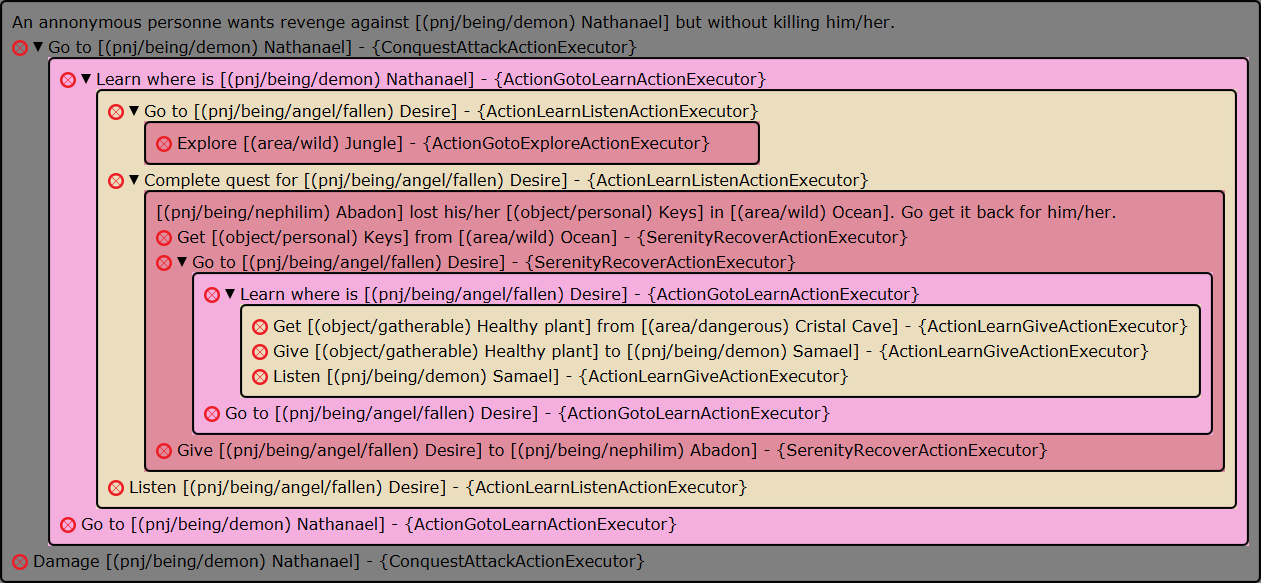 An annonymous personne wants revenge against [(pnj/being/demon) Nathanael] but without killing him/her.
Go to [(pnj/being/demon) Nathanael] - {ConquestAttackActionExecutor}
Learn where is [(pnj/being/demon) Nathanael] - {ActionGotoLearnActionExecutor}
Go to [(pnj/being/angel/fallen) Desire] - {ActionLearnListenActionExecutor}
Explore [(area/wild) Jungle] - {ActionGotoExploreActionExecutor}
Complete quest for [(pnj/being/angel/fallen) Desire] - {ActionLearnListenActionExecutor}
[(pnj/being/nephilim) Abadon] lost his/her [(object/personal) Keys] in [(area/wild) Ocean]. Go get it back for him/her.
Get [(object/personal) Keys] from [(area/wild) Ocean] - {SerenityRecoverActionExecutor}
Go to [(pnj/being/angel/fallen) Desire] - {SerenityRecoverActionExecutor}
Learn where is [(pnj/being/angel/fallen) Desire] - {ActionGotoLearnActionExecutor}
Get [(object/gatherable) Healthy plant] from [(area/dangerous) Cristal Cave] - {ActionLearnGiveActionExecutor}
Give [(object/gatherable) Healthy plant] to [(pnj/being/demon) Samael] - {ActionLearnGiveActionExecutor}
Listen [(pnj/being/demon) Samael] - {ActionLearnGiveActionExecutor}
Go to [(pnj/being/angel/fallen) Desire] - {ActionGotoLearnActionExecutor}
Give [(pnj/being/angel/fallen) Desire] to [(pnj/being/nephilim) Abadon] - {SerenityRecoverActionExecutor}
Listen [(pnj/being/angel/fallen) Desire] - {ActionLearnListenActionExecutor}
Go to [(pnj/being/demon) Nathanael] - {ActionGotoLearnActionExecutor}
Damage [(pnj/being/demon) Nathanael] - {ConquestAttackActionExecutor}